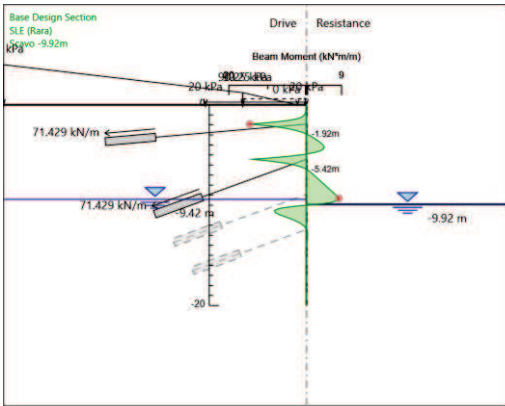 Base Design Section
SLE (Rara)
Scavo -9.92m
Drive
Resistance
kPa
Beam Moment (kN*m/m)
9
20 kPa
0 kPa
20 kPa
-1.92m
71.429 kN/m
-5.42m
71.429 kN/m
-9.42 m
-9.92 m
-20